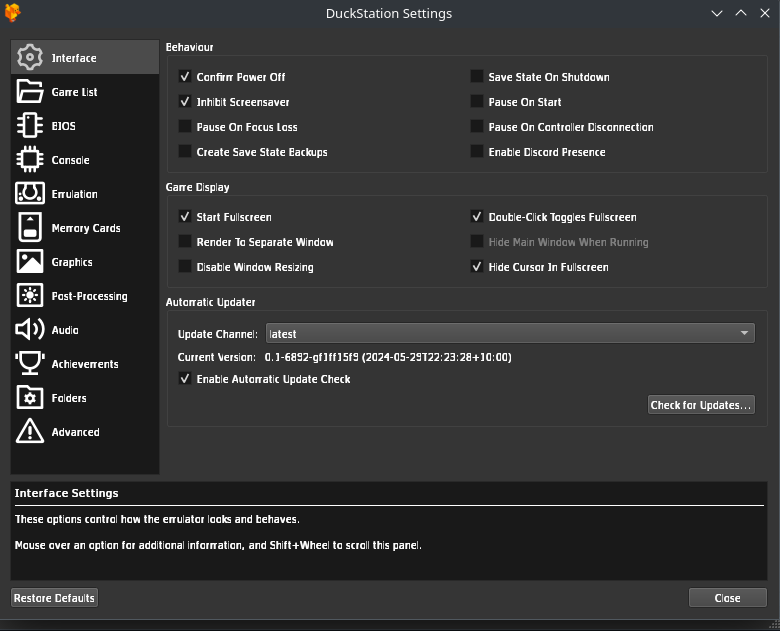 DuckStation Settings
Interface
Game List
BIOS
Console
Emulation
Memory Cards
Graphics
Post-Processing
Audio
Achievements
Folders
Advanced
Behaviour
Confirm Power Off
Save State On Shutdown
Inhibit Screensaver
Pause On Start
Pause On Focus Loss
Pause On Controller Disconnection
Create Save State Backups
Enable Discord Presence
Game Display
Start Fullscreen
Double-Click Toggles Fullscreen
Render To Separate Window
Hide Main Window When Running
Disable Window Resizing
Hide Cursor In Fullscreen
Automatic Updater
Update Channel: latest
Current Version: 0.1-6892-gf1ff15f9 (2024-05-29T22:23:28+10:00)
Enable Automatic Update Check
Check for Updates...
Interface Settings
These options control how the emulator looks and behaves.
Mouse over an option for additional information, and Shift+Wheel to scroll this panel.
Restore Defaults
Close